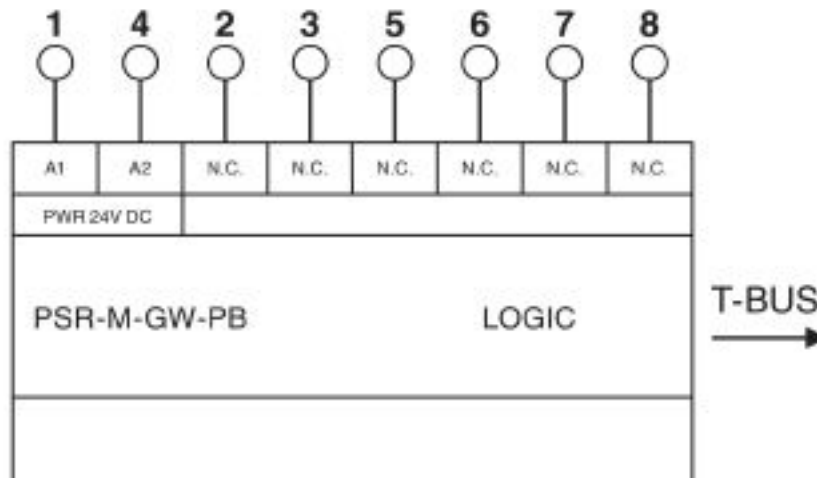 1 4 2 3 5 6 7 8
A1 A2 N.C. N.C. N.C. N.C. N.C. N.C.
PWR 24V DC
PSR-M-GW-PB LOGIC T-BUS